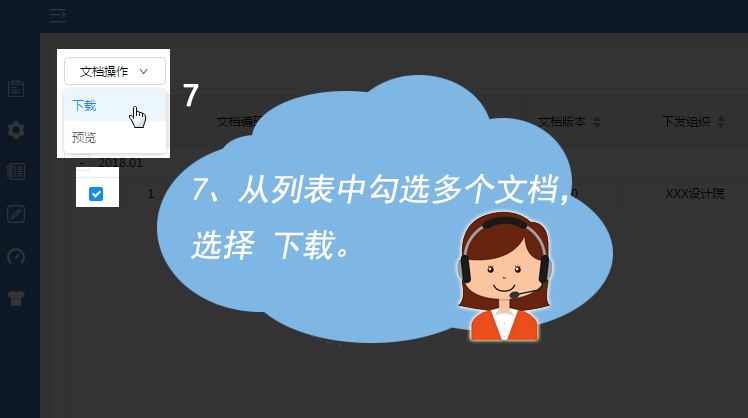 文档操作
下载
预览
7
文档编
文档版本
下发组织
2018.01
1
0
XXX设计院
7、从列表中勾选多个文档，
选择 下载。